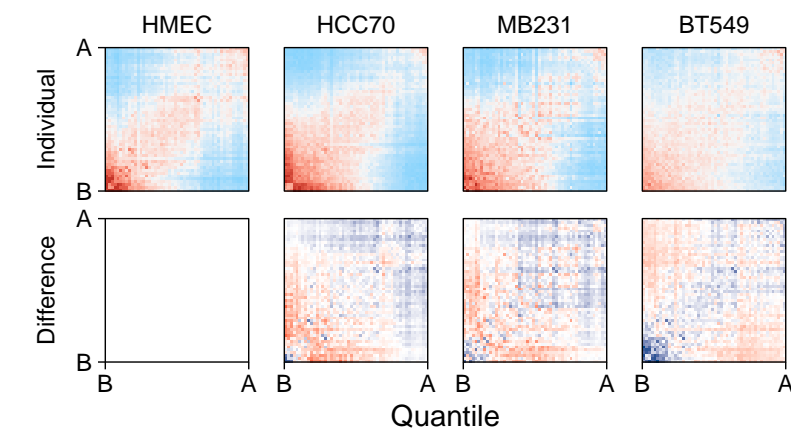 HMEC HCC70 MB231 BT549
A
Individual
B
A
Difference
B
B A B A B A B A
Quantile